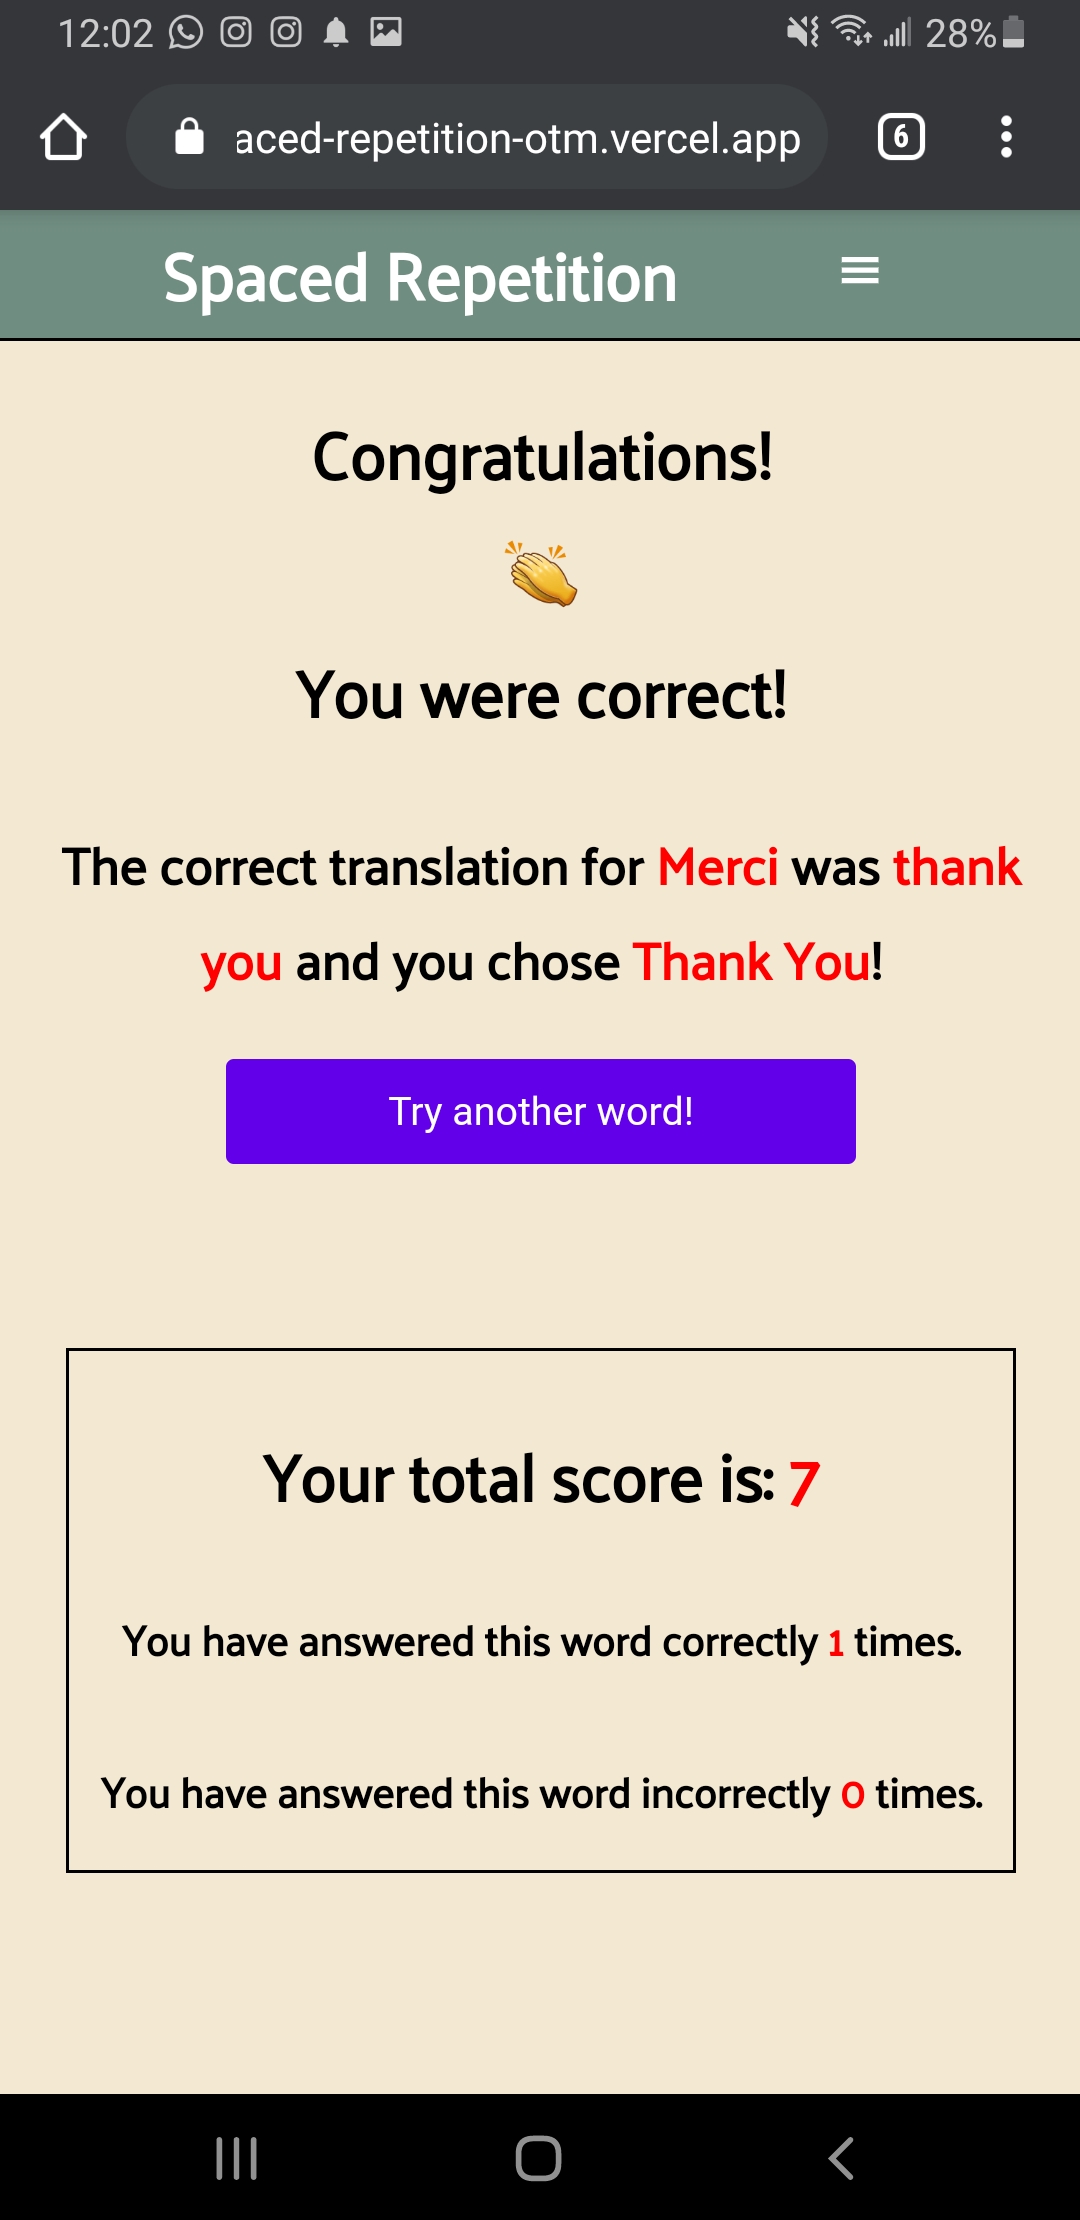 12:02
28%
aced-repetition-otm.vercel.app
6
Spaced Repetition
Congratulations!
You were correct!
The correct translation for Merci was thank
you and you chose Thank You!
Try another word!
Your total score is: 7
You have answered this word correctly 1 times.
You have answered this word incorrectly 0 times.